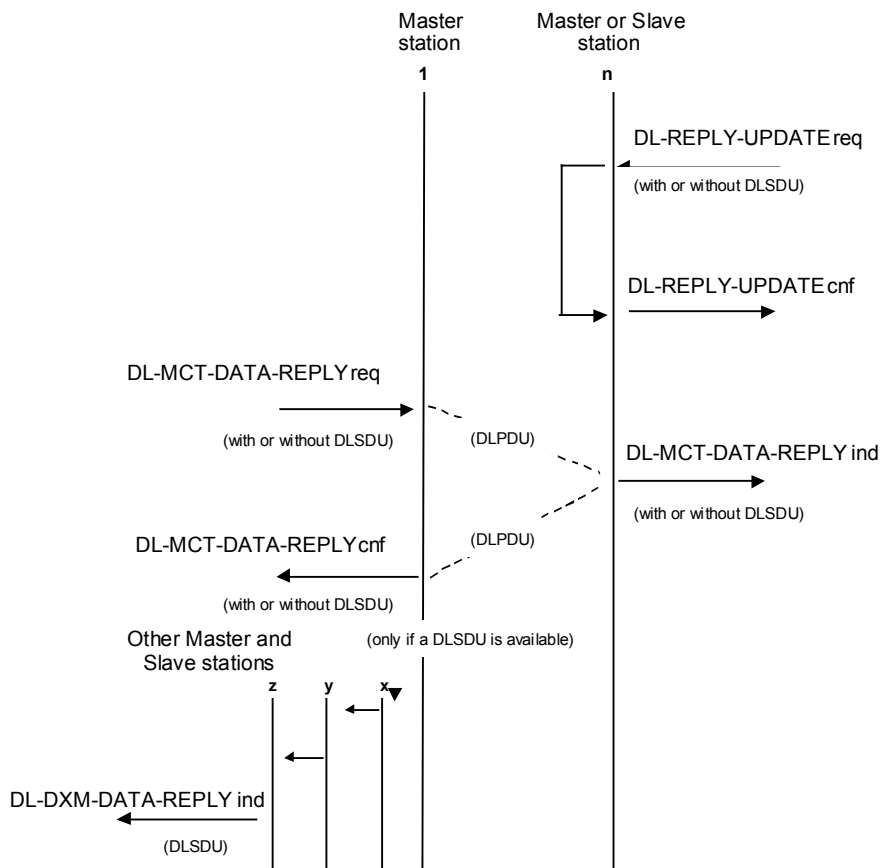 Master
station
1
Master or Slave
station
n
DL-REPLY-UPDATE req
(with or without DLSDU)
DL-REPLY-UPDATE cnf
DL-MCT-DATA-REPLY req
(with or without DLSDU)
(DLPDU)
DL-MCT-DATA-REPLY ind
(with or without DLSDU)
(DLPDU)
DL-MCT-DATA-REPLY cnf
(with or without DLSDU)
Other Master and
Slave stations
(only if a DLSDU is available)
z y x
DL-DXM-DATA-REPLY ind
(DLSDU)